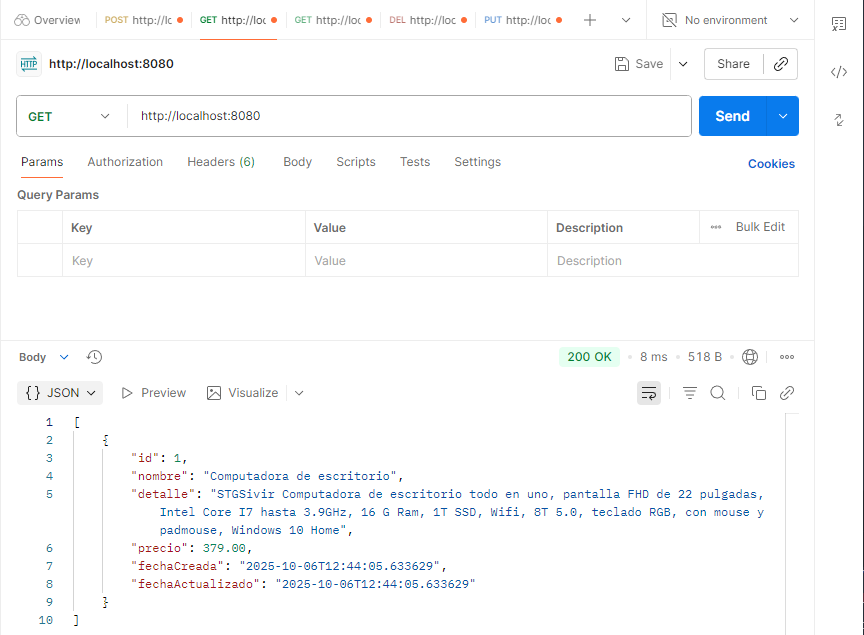 Overview POST http://lc GET http://loc GET http://loc DEL http://loc PUT http://loc No environment
HTTP http://localhost:8080 Save Share
GET http://localhost:8080 Send
Params Authorization Headers (6) Body Scripts Tests Settings Cookies
Query Params
Key Value Description Bulk Edit
Key Value Description
Body 200 OK 8 ms 518 B
{} JSON Preview Visualize
1 [
2 {
3 "id": 1,
4 "nombre": "Computadora de escritorio",
5 "detalle": "STGSivir Computadora de escritorio todo en uno, pantalla FHD de 22 pulgadas,
Intel Core I7 hasta 3.9GHz, 16 G Ram, 1T SSD, Wifi, 8T 5.0, teclado RGB, con mouse y
padmouse, Windows 10 Home",
6 "precio": 379.00,
7 "fechaCreada": "2025-10-06T12:44:05.633629",
8 "fechaActualizado": "2025-10-06T12:44:05.633629"
9 }
10 ]